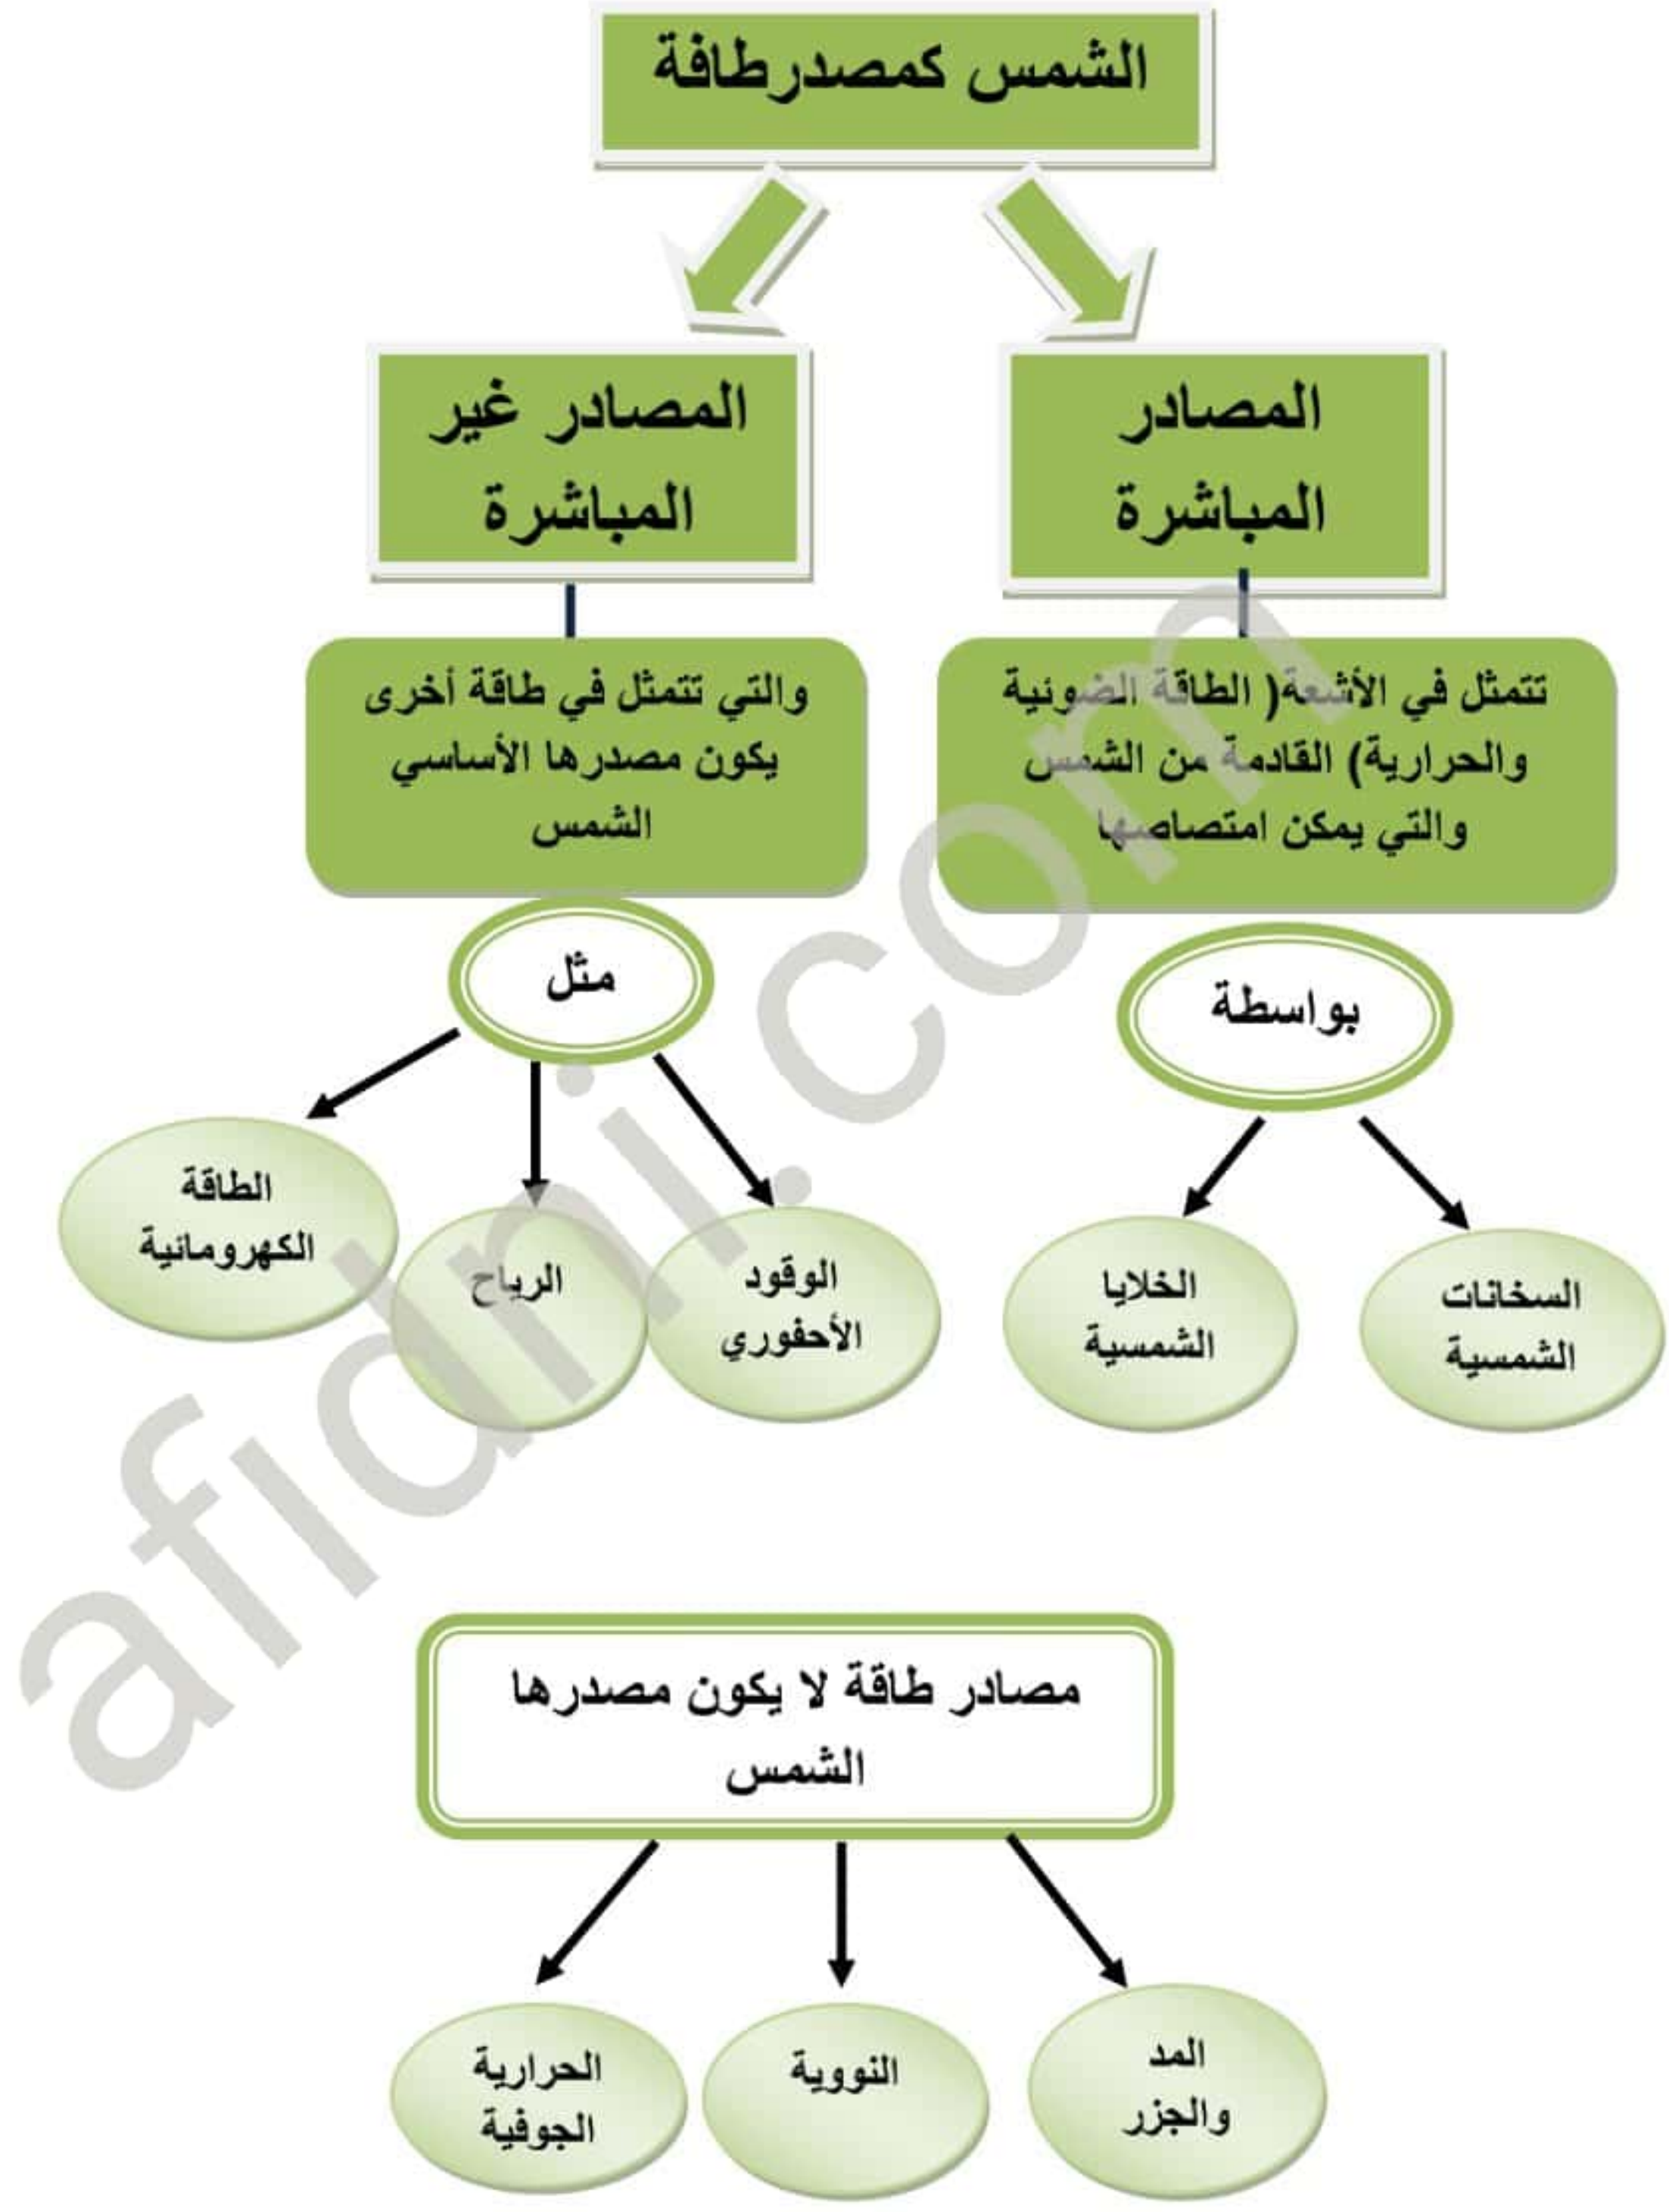 الشمس كمصدرطافة
المصادر
المباشرة
تتمثل في الأشعة( الطاقة الضوئية
والحرارية) القادمة من الشمس
والتي يمكن امتصاصها
بواسطة
السخانات
الشمسية
الخلايا
الشمسية
المصادر غير
المباشرة
والتي تتمثل في طاقة أخرى
يكون مصدرها الأساسي
الشمس
مثل
الوقود
الأحفوري
الرياح
الطاقة
الكهرومائية
مصادر طاقة لا يكون مصدرها
الشمس
المد
والجزر
النووية
الحرارية
الجوفية
afidni.com